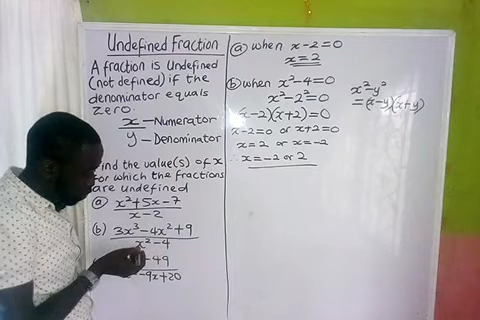 Undefined Fraction
A fraction is Undefined
(not defined) if the
denominator equals
zero.
x — Numerator
y — Denominator
Find the value(s) of x
for which the fractions
are undefined
(a) x² + 5x - 7
x - 2
(b) 3x³ - 4x² + 9
x² - 4
- 49
- 9x + 20
(a) when x - 2 = 0
x = 2
(b) when x² - 4 = 0
x² - 2² = 0
(x - 2)(x + 2) = 0
x - 2 = 0 or x + 2 = 0
x = 2 or x = -2
∴ x = -2 or 2
x² - y²
= (x - y)(x + y)